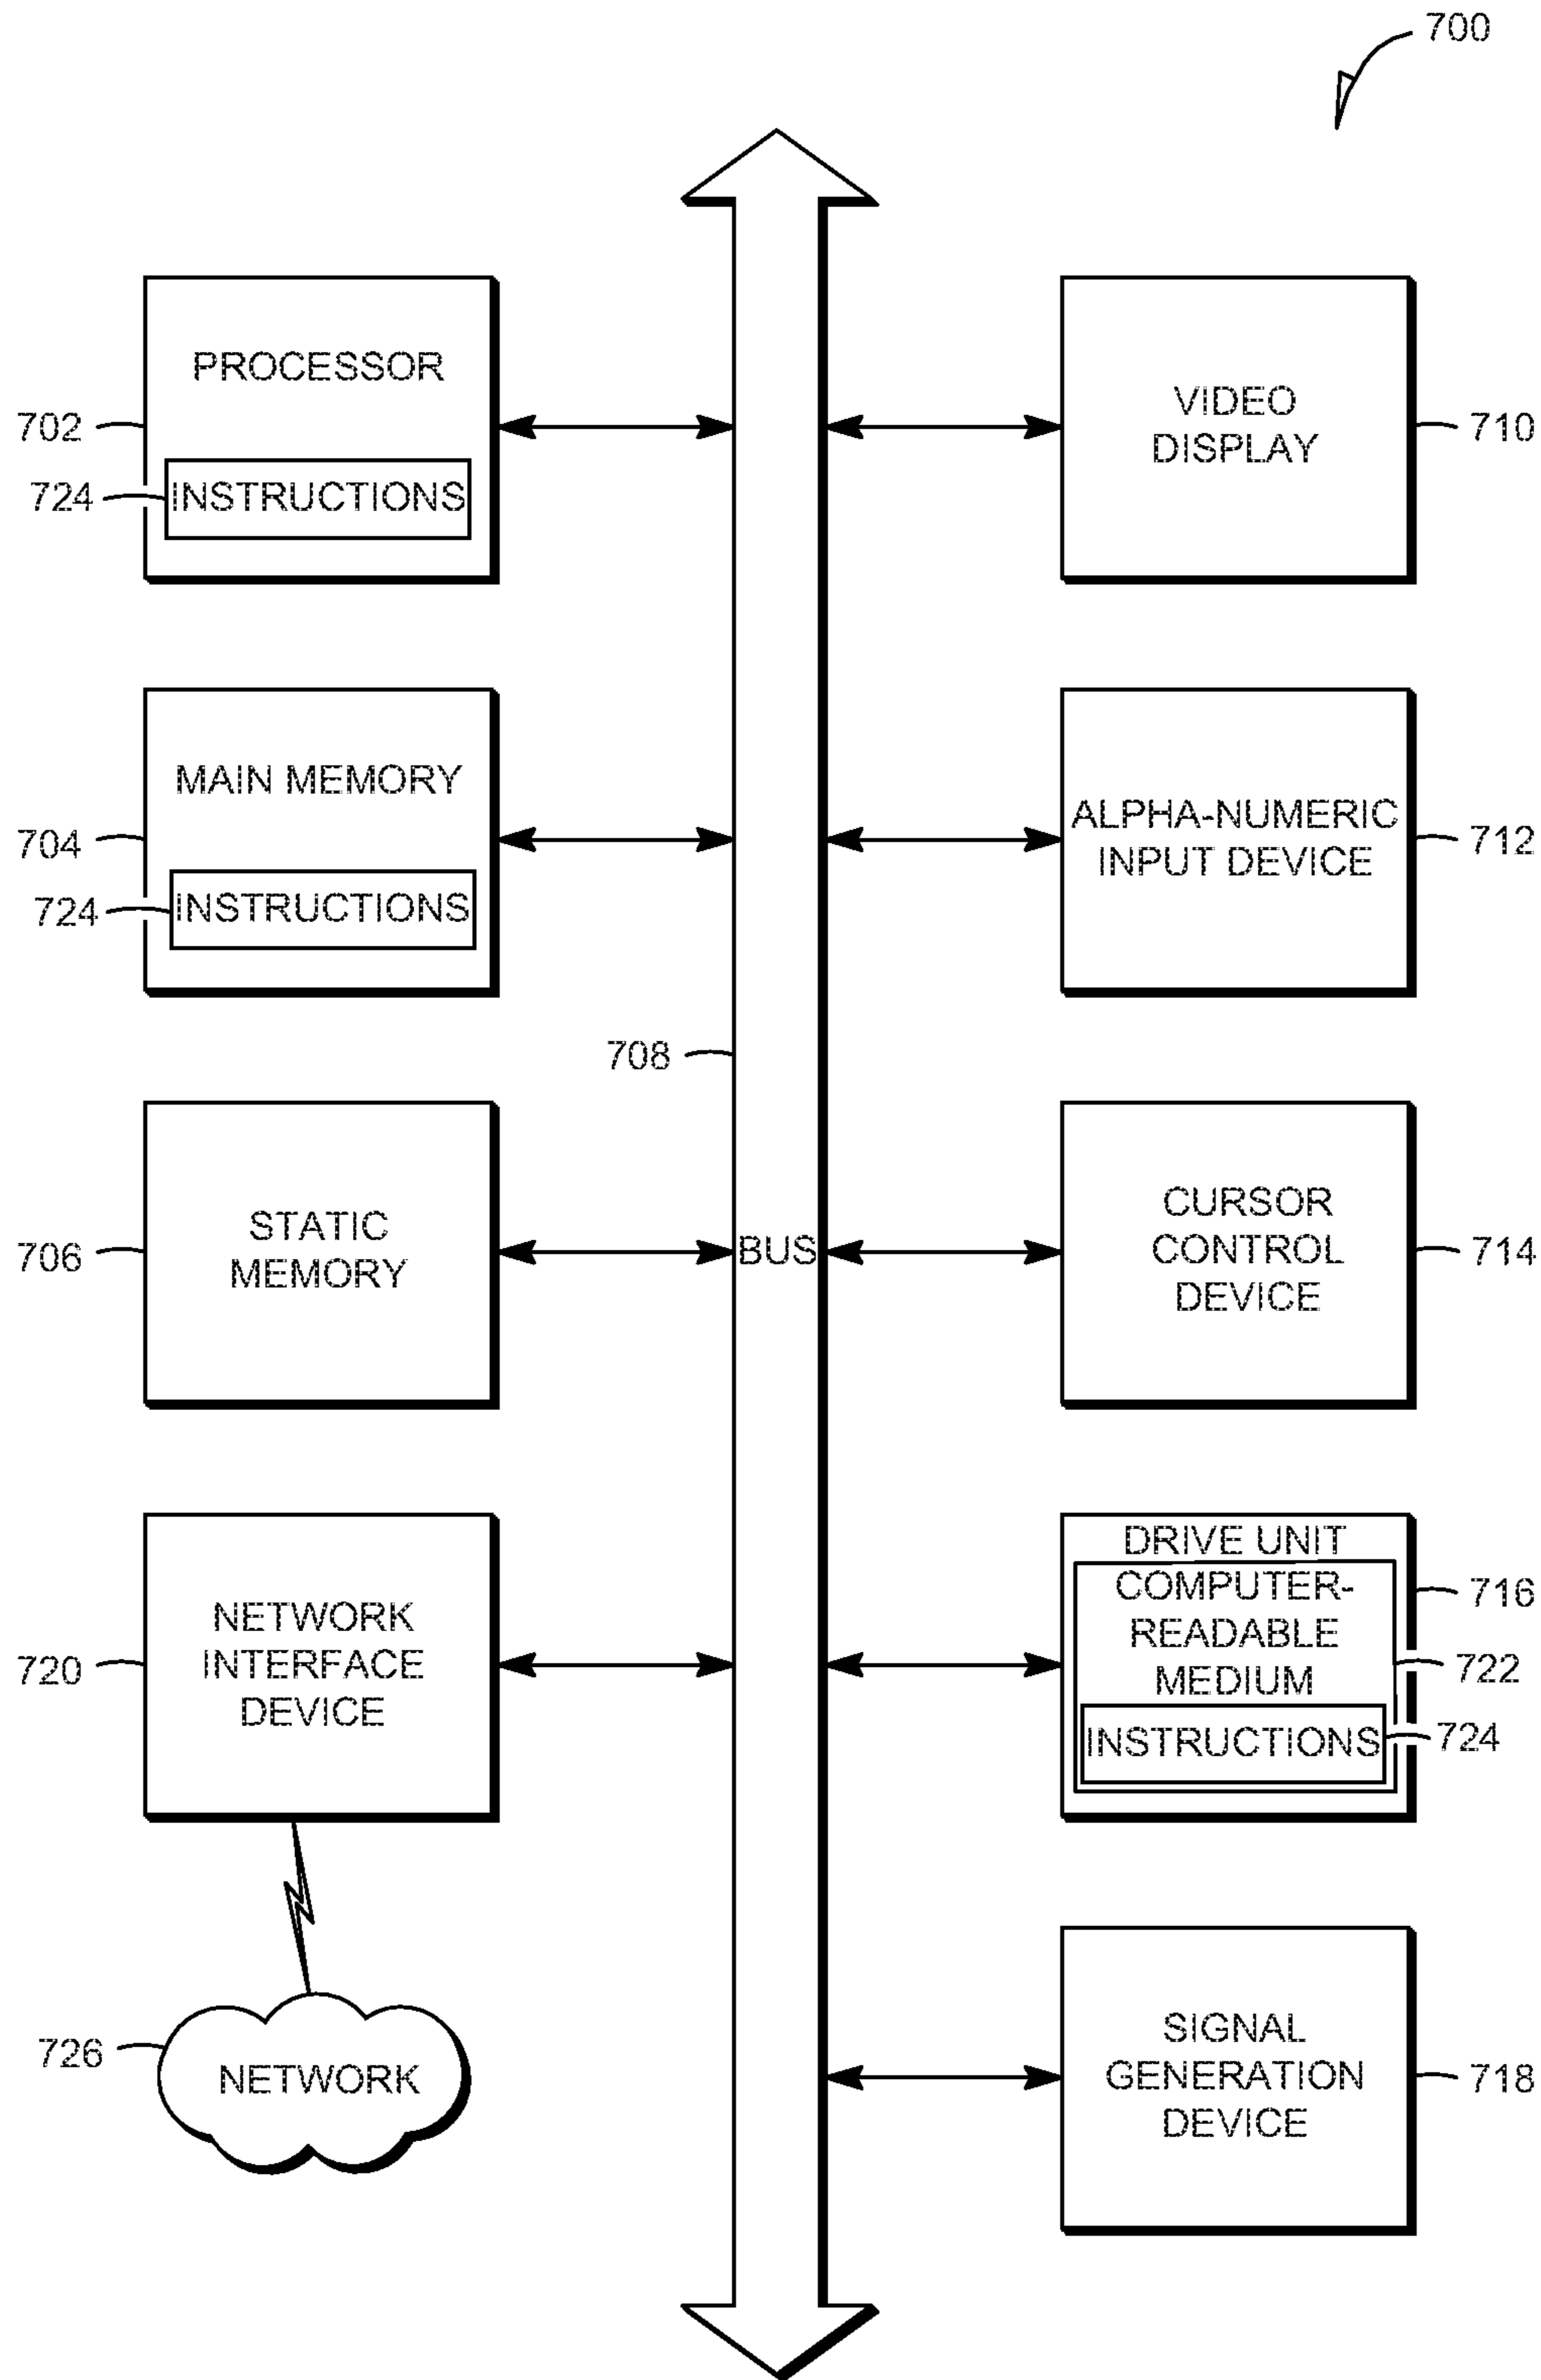 700
PROCESSOR
702
724
INSTRUCTIONS
MAIN MEMORY
704
724
INSTRUCTIONS
708
STATIC
MEMORY
706
BUS
NETWORK
INTERFACE
DEVICE
720
726
NETWORK
VIDEO
DISPLAY
710
ALPHA-NUMERIC
INPUT DEVICE
712
CURSOR
CONTROL
DEVICE
714
DRIVE UNIT
COMPUTER-
READABLE
MEDIUM
716
722
INSTRUCTIONS
724
SIGNAL
GENERATION
DEVICE
718